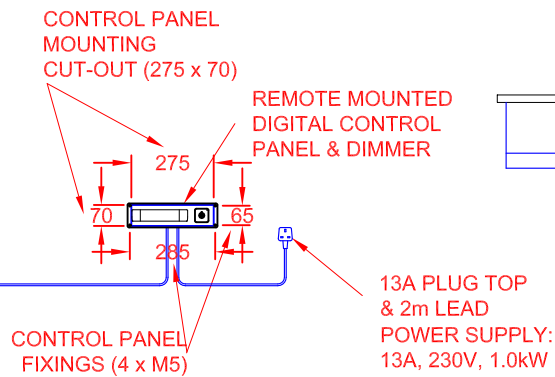 CONTROL PANEL
MOUNTING
CUT-OUT (275 x 70)
REMOTE MOUNTED
DIGITAL CONTROL
PANEL & DIMMER
275
70
65
285
13A PLUG TOP
& 2m LEAD
POWER SUPPLY:
13A, 230V, 1.0kW
CONTROL PANEL
FIXINGS (4 x M5)